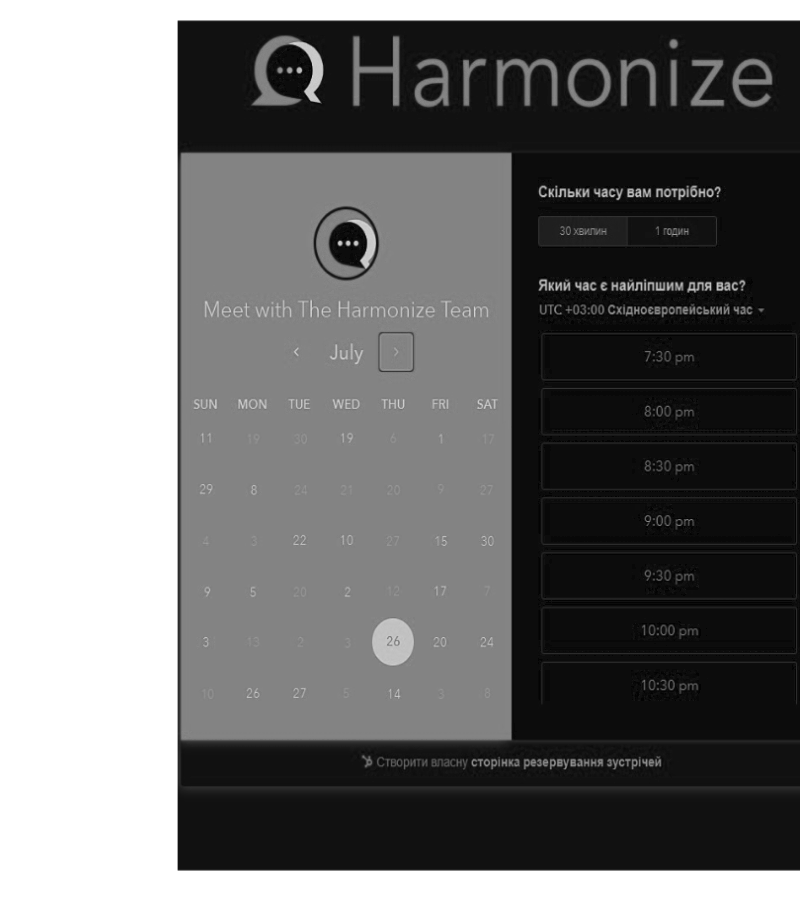 Harmonize
Meet with The Harmonize Team
July
SUN MON TUE WED THU FRI SAT
11 19 30 19 6 1 17
29 8 24 21 20 9 27
4 3 22 10 27 15 30
9 5 20 2 12 17 7
3 13 2 3 26 20 24
10 26 27 5 14 3 8
Скільки часу вам потрібно?
30 хвилин 1 годин
Який час є найліпшим для вас?
UTC +03:00 Східноєвропейський час
7:30 pm
8:00 pm
8:30 pm
9:00 pm
9:30 pm
10:00 pm
10:30 pm
Створити власну сторінка резервування зустрічей